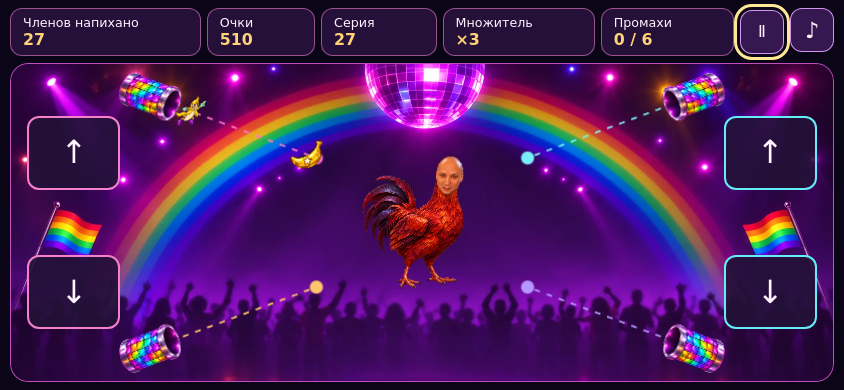 Членов напихано
27
Очки
510
Серия
27
Множитель
×3
Промахи
0 / 6